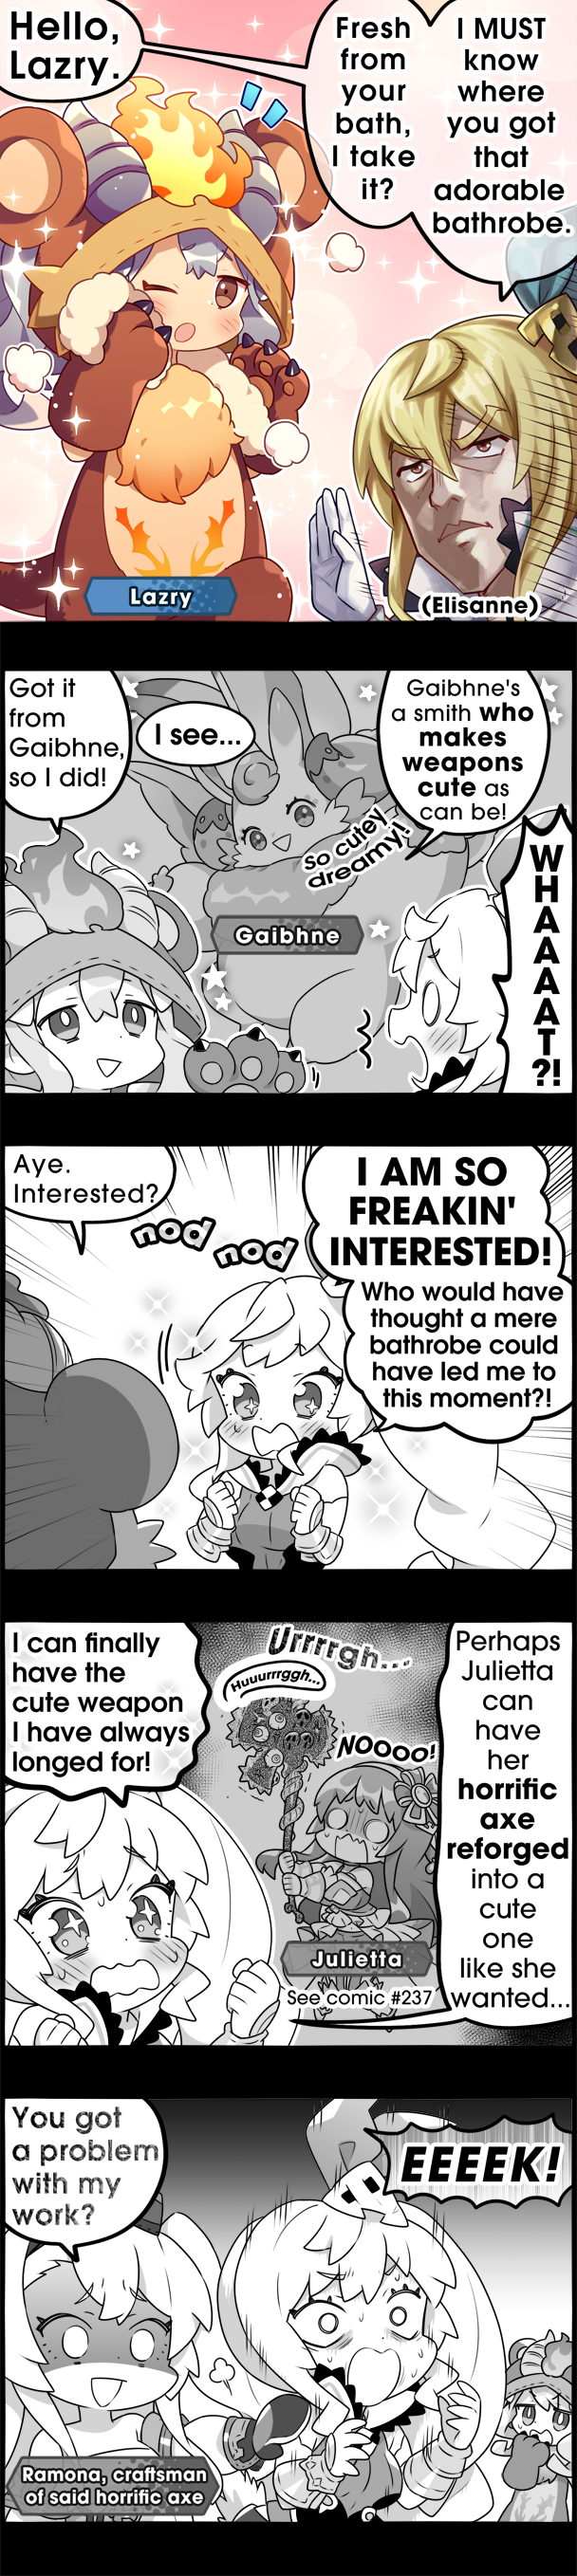 Hello,
Lazry.
Fresh
from
your
bath,
I take
it?
I MUST
know
where
you got
that
adorable
bathrobe.
Lazry
(Elisanne)
Got it
from
Gaibhne,
so I did!
I see...
Gaibhne's
a smith who
makes
weapons
cute as
can be!
so cutey
dreamy!
Gaibhne
WHAAAAAT?!
Aye.
Interested?
nod
nod
I AM SO
FREAKIN'
INTERESTED!
Who would have
thought a mere
bathrobe could
have led me to
this moment?!
I can finally
have the
cute weapon
I have always
longed for!
Urrrrgh...
Huuurrrggh...
NOOOO!
Julietta
See comic #237
Perhaps
Julietta
can
have
her
horrific
axe
reforged
into a
cute
one
like she
wanted...
You got
a problem
with my
work?
EEEEK!
Ramona, craftsman
of said horrific axe